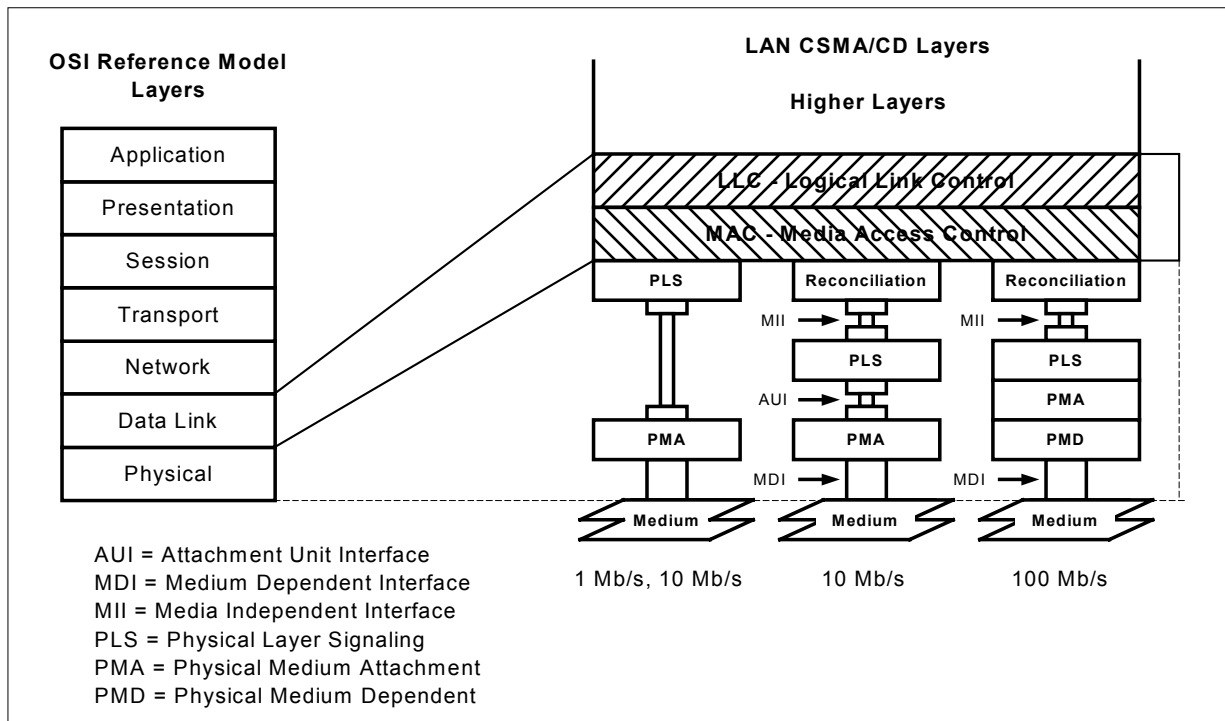 OSI Reference Model
Layers
Application
Presentation
Session
Transport
Network
Data Link
Physical
LAN CSMA/CD Layers
Higher Layers
LLC - Logical Link Control
MAC - Media Access Control
PLS
Reconciliation
Reconciliation
MII
MII
PLS
PLS
AUI
PMA
PMA
PMA
PMD
MDI
MDI
Medium
Medium
Medium
1 Mb/s, 10 Mb/s
10 Mb/s
100 Mb/s
AUI = Attachment Unit Interface
MDI = Medium Dependent Interface
MII = Media Independent Interface
PLS = Physical Layer Signaling
PMA = Physical Medium Attachment
PMD = Physical Medium Dependent